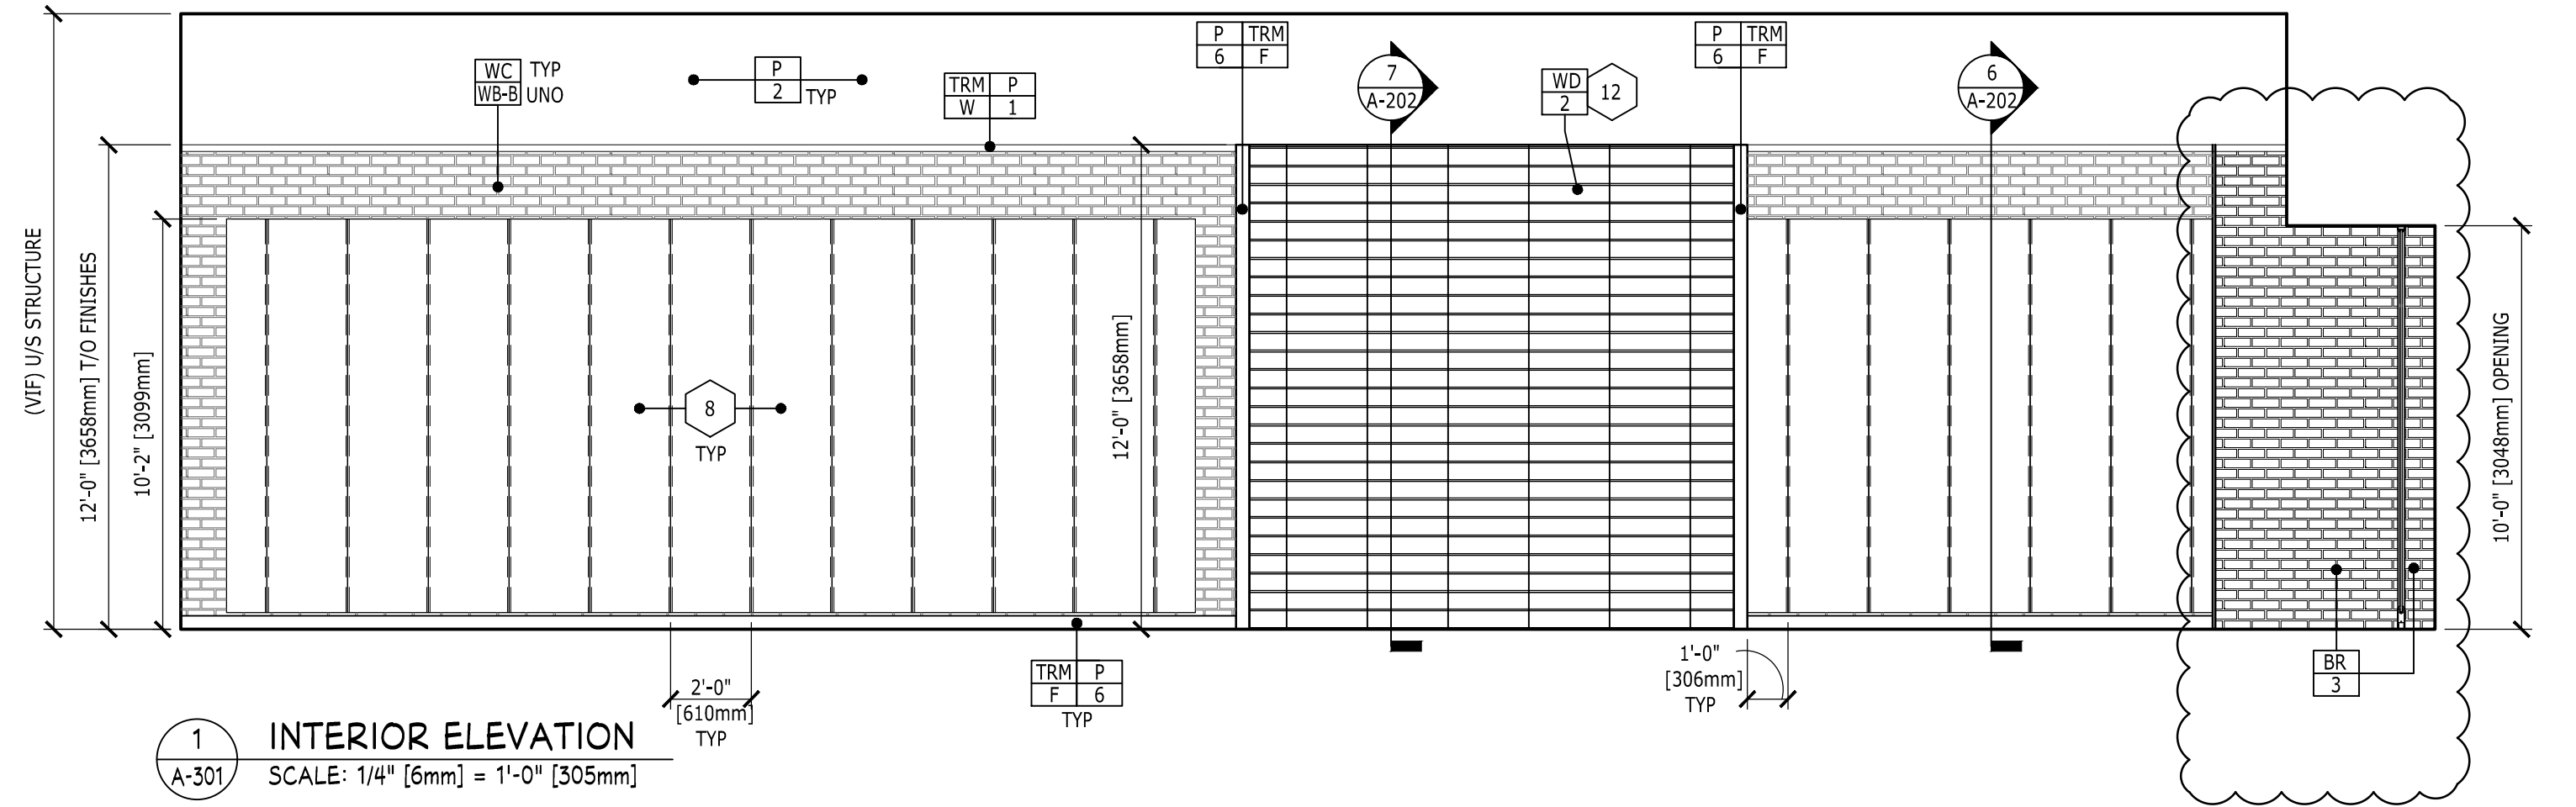 P TRM
6 F
P TRM
6 F
WC TYP
WB-B UNO
P
2 TYP
TRM P
W 1
7
A-202
WD
2
12
6
A-202
(VIF) U/S STRUCTURE
12'-0" [3658mm] T/O FINISHES
10'-2" [3099mm]
8
TYP
12'-0" [3658mm]
10'-0" [3048mm] OPENING
2'-0"
[610mm]
TYP
TRM P
F 6
TYP
1'-0"
[306mm]
TYP
BR
3
1
A-301
INTERIOR ELEVATION
SCALE: 1/4" [6mm] = 1'-0" [305mm]